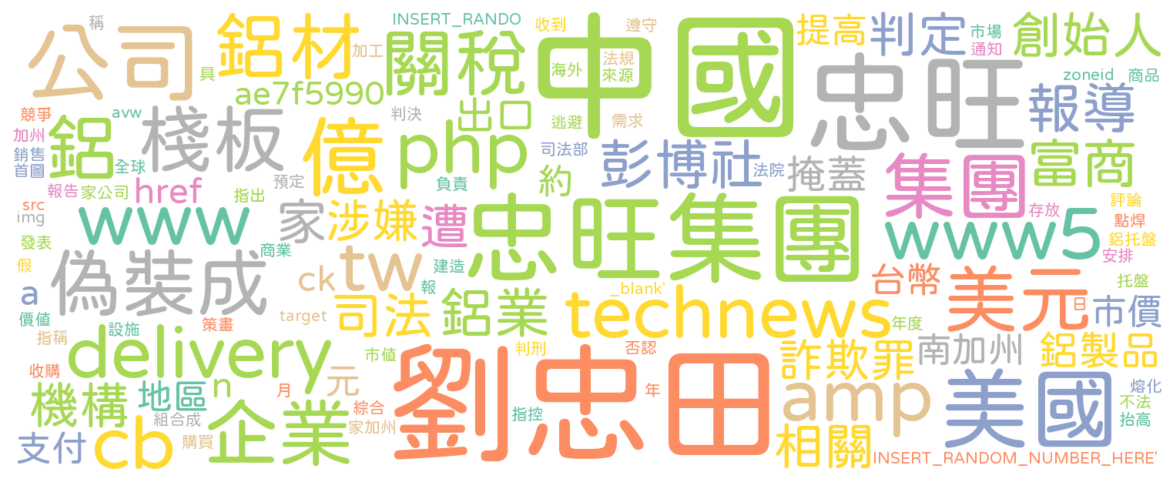 稱
INSERT_RANDO
收到
遵守
提高
判定
市場
通知
創始人
公司
鋁材
加工
關稅
中國
海外
法規
來源
忠旺
zoneid
商品
具
ae7f5990
出口
報導
競爭
avw
判決
逃避
需求
加州
鋁
棧板
億
php
司法部
彭博社
法院
掩蓋
富商
銷售
首圖
全球
預定
負責
約
集團
報告
家公司
href
指出
存放
評論
src
img
www
家
涉嫌
遭
忠旺集團
www5
點焊
鋁托盤
發表
商業
安排
假
偽裝成
ck
tw
建造
報
_blank'
台幣
美元
日
托盤
市價
a
價值
設施
策畫
target
司法
鋁業
technews
年度
指稱
delivery
市值
判刑
否認
詐欺罪
南加州
鋁製品
收購
機構
地區
n
月
元
綜合
劉忠田
指控
年
amp
美國
熔化
不法
抬高
組合成
家加州
支付
cb
購買
企業
相關
INSERT_RANDOM_NUMBER_HERE'